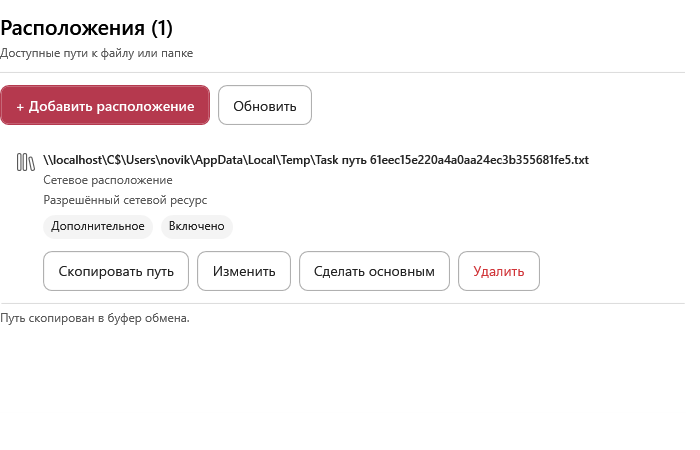 Расположения (1)
Доступные пути к файлу или папке
+ Добавить расположение
Обновить
\\localhost\C$\Users\novik\AppData\Local\Temp\Task путь 61eec15e220a4a0aa24ec3b355681fe5.txt
Сетевое расположение
Разрешённый сетевой ресурс
Дополнительное
Включено
Скопировать путь
Изменить
Сделать основным
Удалить
Путь скопирован в буфер обмена.